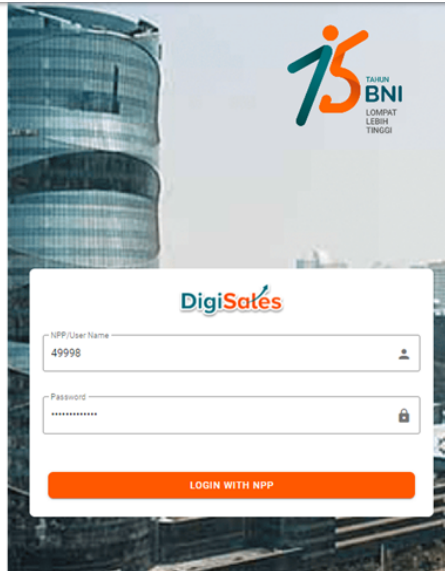 75
TAHUN
BNI
LOMPAT
LEBIH
TINGGI
DigiSales
NPP/User Name
49998
Password
•••••••••••••
LOGIN WITH NPP